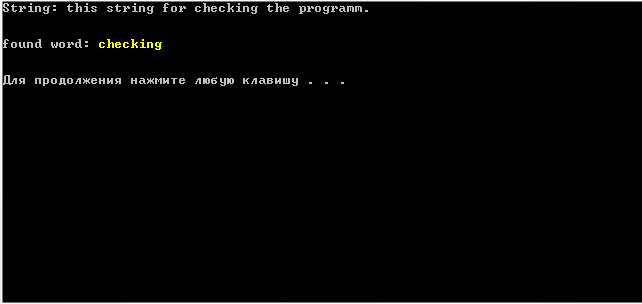 String: this string for checking the programm.
found word: checking
Для продолжения нажмите любую клавишу . . .